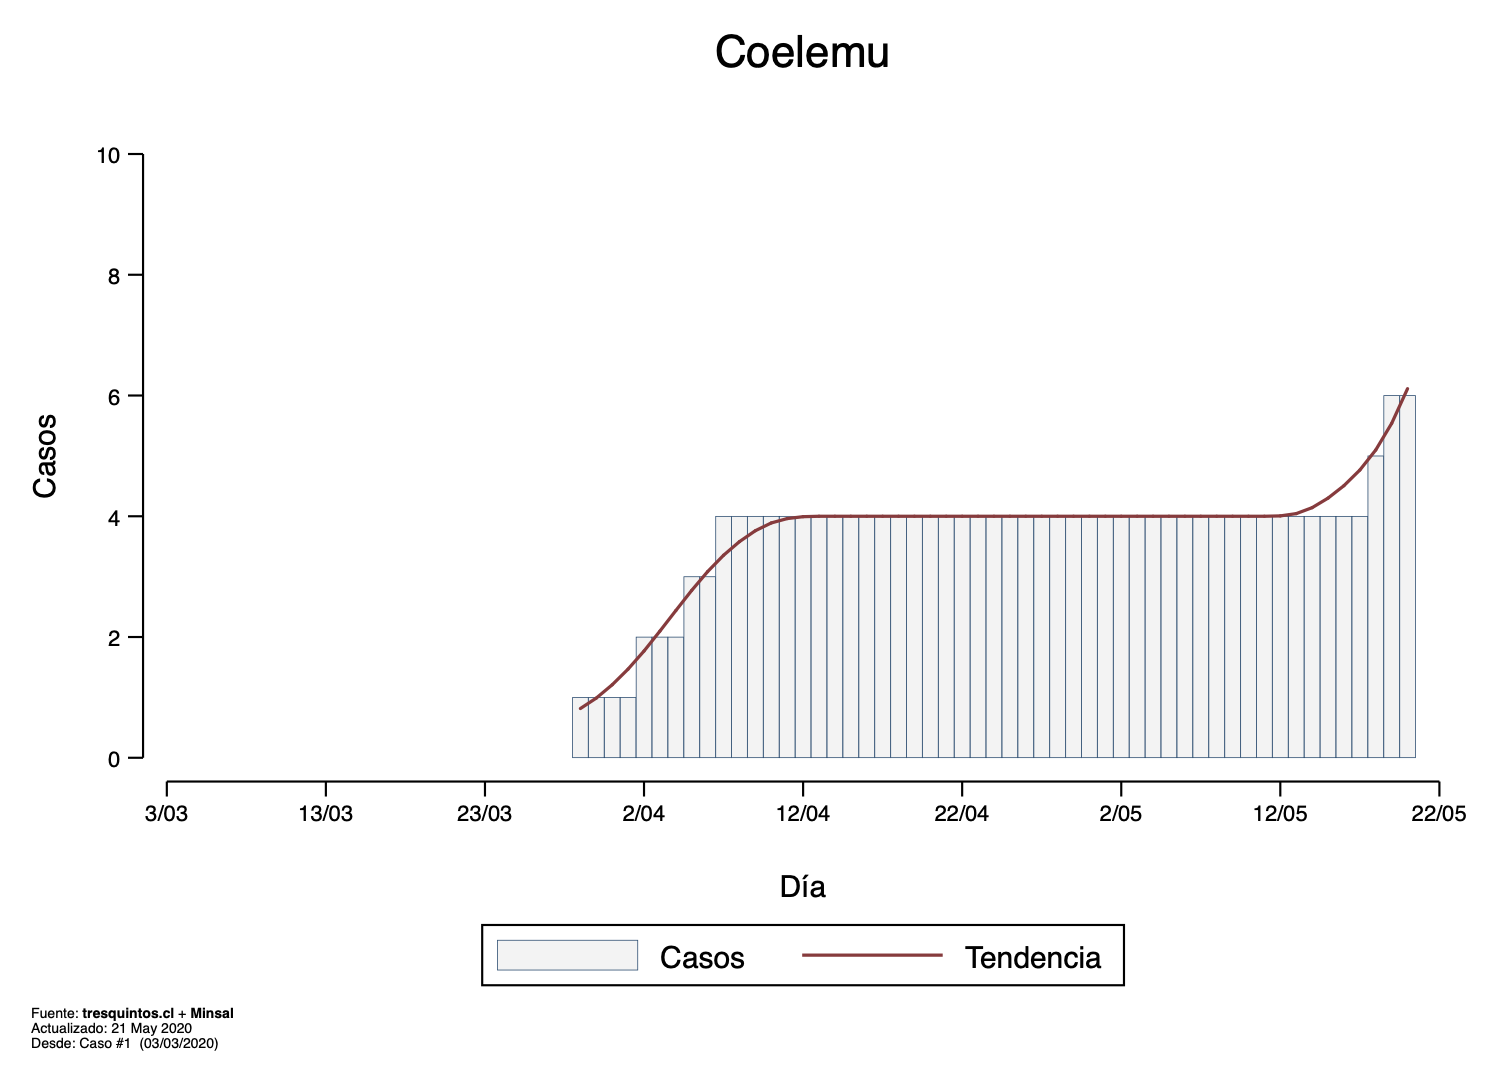 Coelemu
10
8
6
4
2
0
Casos
3/03 13/03 23/03 2/04 12/04 22/04 2/05 12/05 22/05
Día
Casos Tendencia
Fuente: tresquintos.cl + Minsal
Actualizado: 21 May 2020
Desde: Caso #1 (03/03/2020)